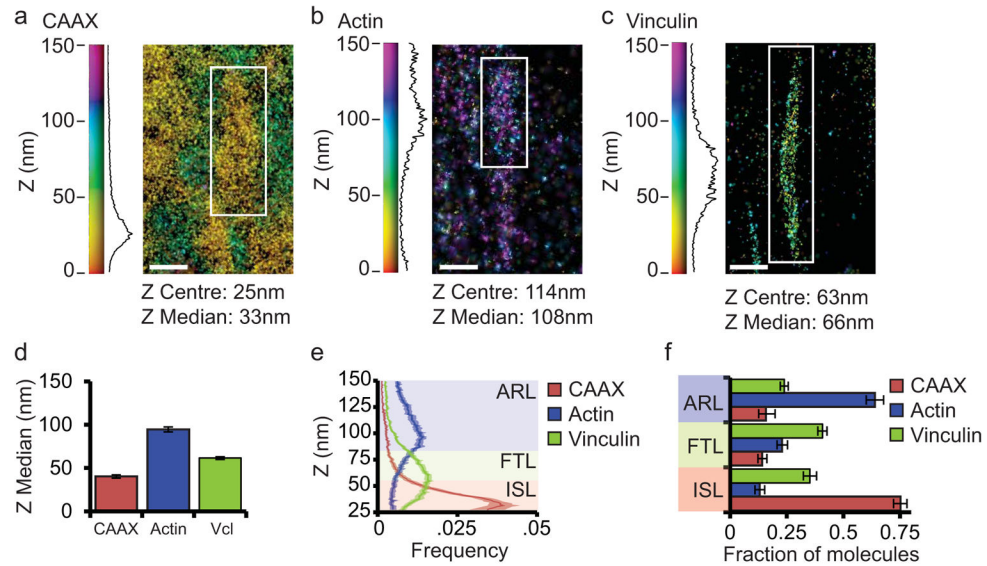 a CAAX
150
100
50
0
Z (nm)
Z Centre: 25nm
Z Median: 33nm
b Actin
150
100
50
0
Z (nm)
Z Centre: 114nm
Z Median: 108nm
c Vinculin
150
100
50
0
Z (nm)
Z Centre: 63nm
Z Median: 66nm
d
150
100
50
0
Z Median (nm)
CAAX Actin Vcl
e
150
125
100
75
50
25
Z (nm)
ARL
FTL
ISL
CAAX
Actin
Vinculin
0 .025 .05
Frequency
f
ARL
FTL
ISL
CAAX
Actin
Vinculin
0 0.25 0.5 0.75
Fraction of molecules